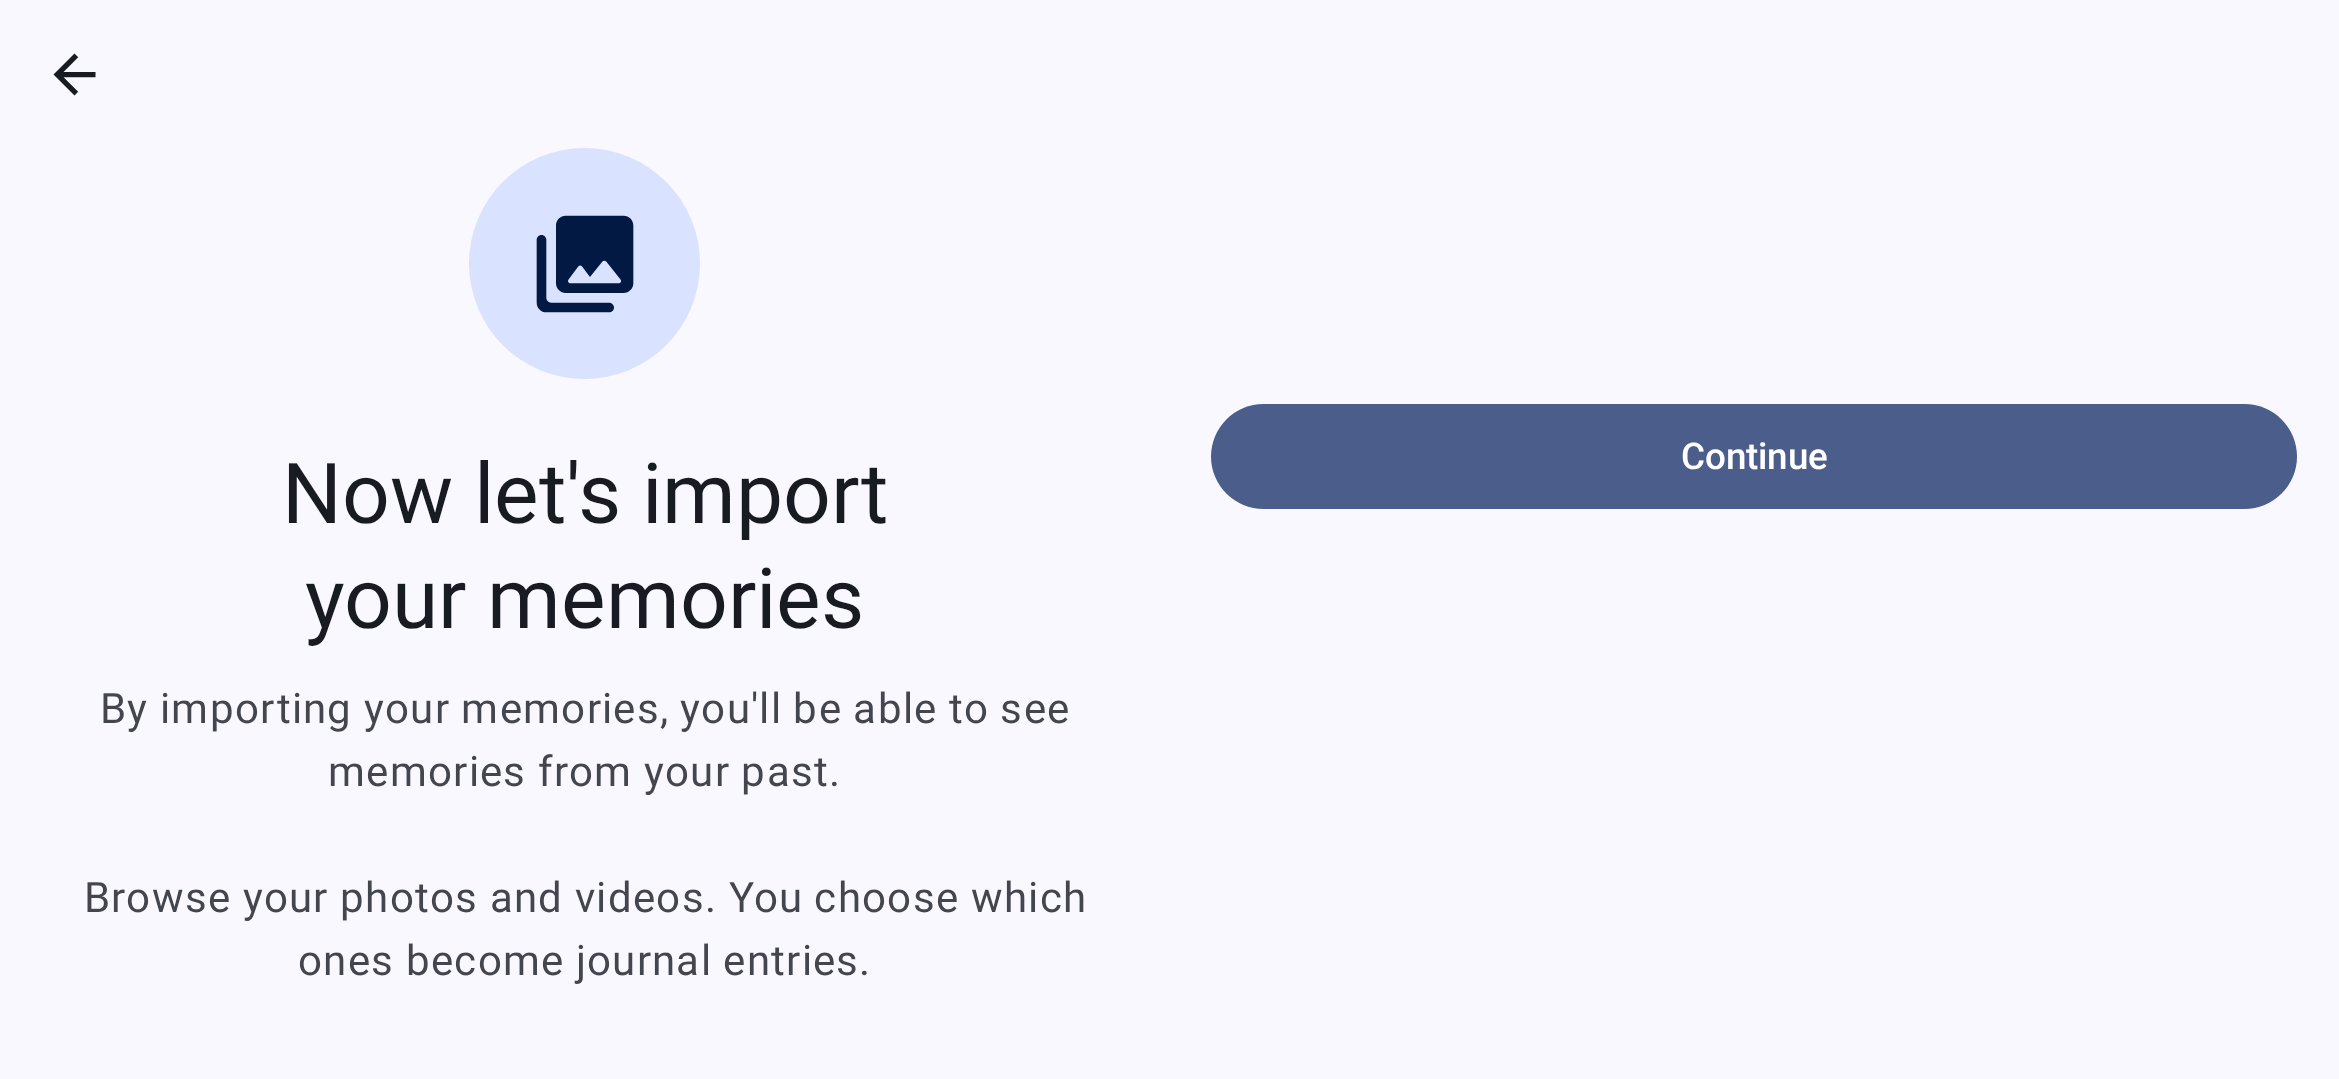 Now let's import
your memories
By importing your memories, you'll be able to see
memories from your past.
Browse your photos and videos. You choose which
ones become journal entries.
Continue